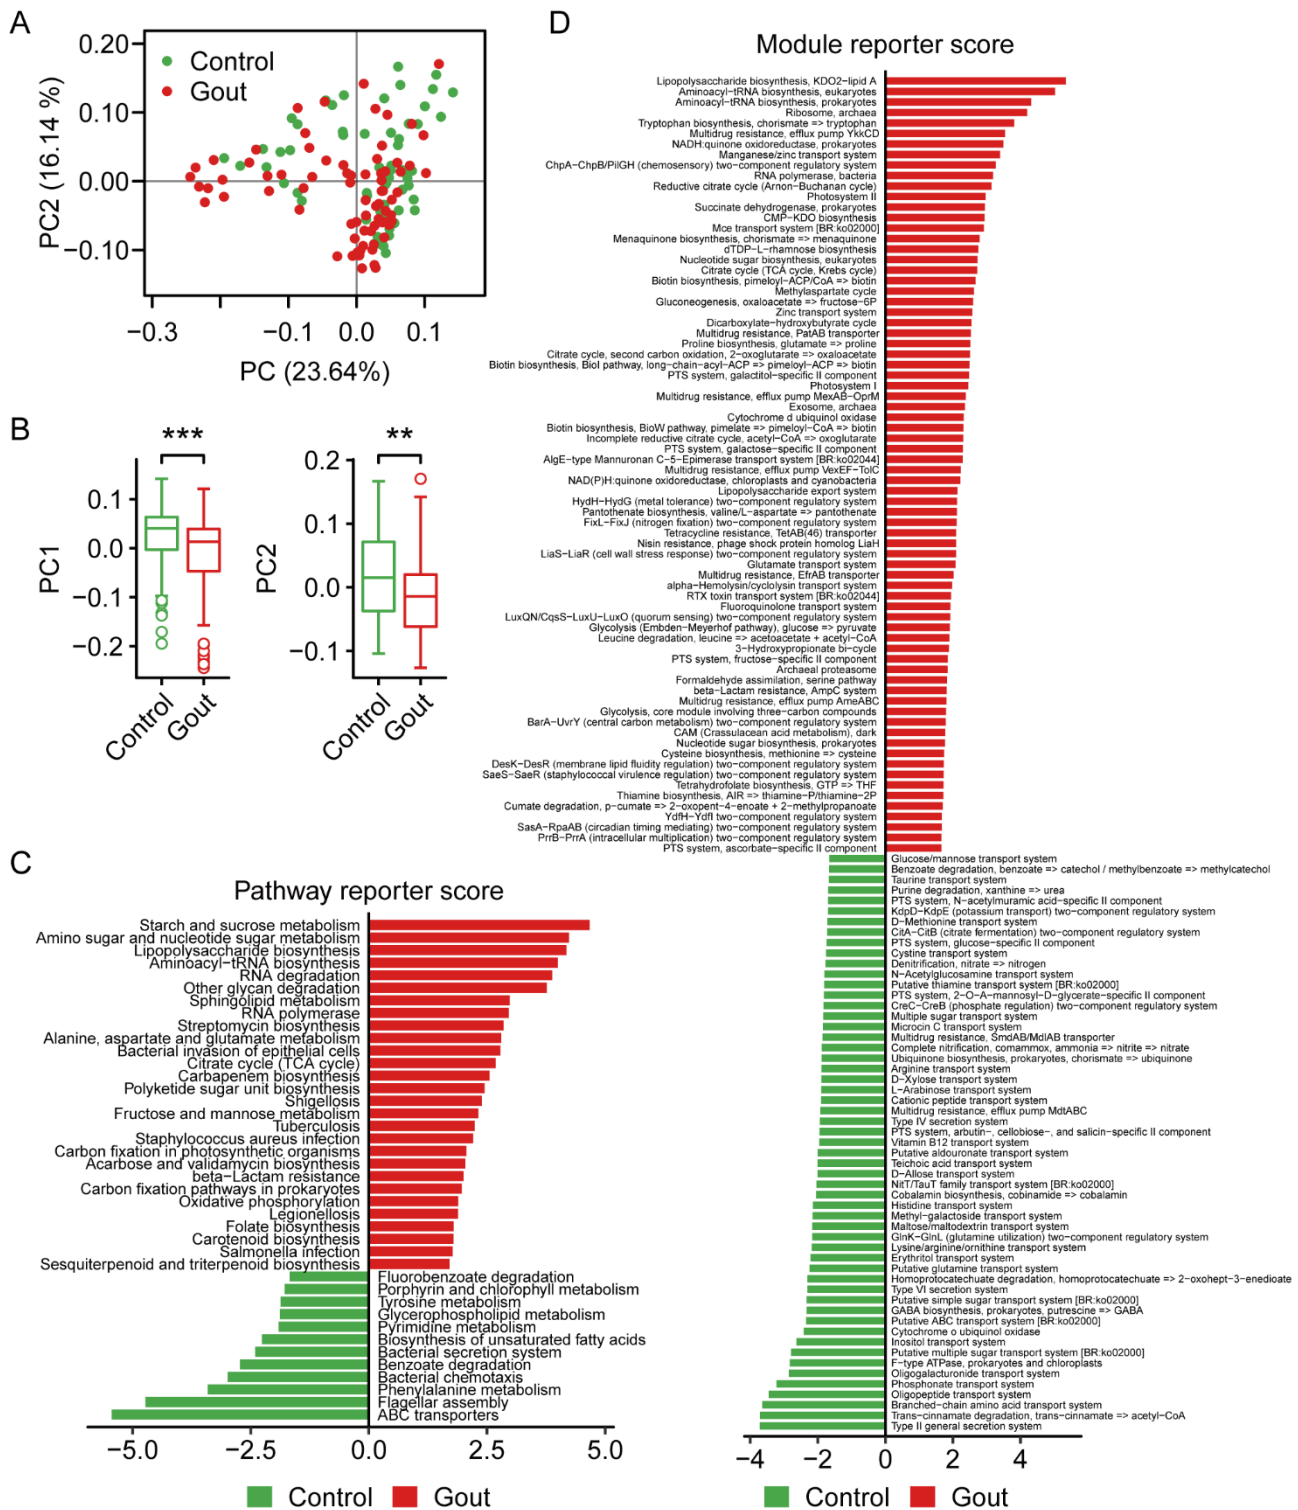 A
0.20
0.10
0.00
−0.10
PC2 (16.14 %)
Control
Gout
−0.3
−0.1
0.0
0.1
PC (23.64%)
B
***
0.1
0.0
−0.1
−0.2
PC1
Control
Gout
**
0.2
0.1
0.0
−0.1
PC2
Control
Gout
C
Pathway reporter score
Starch and sucrose metabolism
Amino sugar and nucleotide sugar metabolism
Lipopolysaccharide biosynthesis
Aminoacyl−tRNA biosynthesis
RNA degradation
Other glycan degradation
Sphingolipid metabolism
RNA polymerase
Streptomycin biosynthesis
Alanine, aspartate and glutamate metabolism
Bacterial invasion of epithelial cells
Citrate cycle (TCA cycle)
Carbapenem biosynthesis
Polyketide sugar unit biosynthesis
Shigellosis
Fructose and mannose metabolism
Tuberculosis
Staphylococcus aureus infection
Carbon fixation in photosynthetic organisms
Acarbose and validamycin biosynthesis
beta−Lactam resistance
Carbon fixation pathways in prokaryotes
Oxidative phosphorylation
Legionellosis
Folate biosynthesis
Carotenoid biosynthesis
Salmonella infection
Sesquiterpenoid and triterpenoid biosynthesis
Fluorobenzoate degradation
Porphyrin and chlorophyll metabolism
Tyrosine metabolism
Glycerophospholipid metabolism
Pyrimidine metabolism
Biosynthesis of unsaturated fatty acids
Bacterial secretion system
Benzoate degradation
Bacterial chemotaxis
Phenylalanine metabolism
Flagellar assembly
ABC transporters
−5.0
−2.5
0.0
2.5
5.0
Control
Gout
D
Module reporter score
Lipopolysaccharide biosynthesis, KDO2−lipid A
Aminoacyl−tRNA biosynthesis, eukaryotes
Aminoacyl−tRNA biosynthesis, prokaryotes
Ribosome, archaea
Tryptophan biosynthesis, chorismate => tryptophan
Multidrug resistance, efflux pump YkkCD
NADH:quinone oxidoreductase, prokaryotes
Manganese/zinc transport system
ChpA−ChpB/PilGH (chemosensory) two−component regulatory system
RNA polymerase, bacteria
Reductive citrate cycle (Arnon−Buchanan cycle)
Photosystem II
Succinate dehydrogenase, prokaryotes
CMP−KDO biosynthesis
Mce transport system [BR:ko02000]
Menaquinone biosynthesis, chorismate => menaquinone
dTDP−L−rhamnose biosynthesis
Nucleotide sugar biosynthesis, eukaryotes
Citrate cycle (TCA cycle, Krebs cycle)
Biotin biosynthesis, pimeloyl−ACP/CoA => biotin
Methylaspartate cycle
Gluconeogenesis, oxaloacetate => fructose−6P
Zinc transport system
Dicarboxylate−hydroxybutyrate cycle
Multidrug resistance, PatAB transporter
Proline biosynthesis, glutamate => proline
Citrate cycle, second carbon oxidation, 2−oxoglutarate => oxaloacetate
Biotin biosynthesis, BioI pathway, long−chain−acyl−ACP => pimeloyl−ACP => biotin
PTS system, galactitol−specific II component
Photosystem I
Multidrug resistance, efflux pump MexAB−OprM
Exosome, archaea
Cytochrome d ubiquinol oxidase
Biotin biosynthesis, BioW pathway, pimelate => pimeloyl−CoA => biotin
Incomplete reductive citrate cycle, acetyl−CoA => oxoglutarate
PTS system, galactose−specific II component
AlgE−type Mannuronan C−5−Epimerase transport system [BR:ko02044]
Multidrug resistance, efflux pump VexEF−TolC
NAD(P)H:quinone oxidoreductase, chloroplasts and cyanobacteria
Lipopolysaccharide export system
HydH−HydG (metal tolerance) two−component regulatory system
Pantothenate biosynthesis, valine/L−aspartate => pantothenate
FixL−FixJ (nitrogen fixation) two−component regulatory system
Tetracycline resistance, TetAB(46) transporter
Nisin resistance, phage shock protein homolog LiaH
LiaS−LiaR (cell wall stress response) two−component regulatory system
Glutamate transport system
Multidrug resistance, EfrAB transporter
alpha−Hemolysin/cyclolysin transport system
RTX toxin transport system [BR:ko02044]
Fluoroquinolone transport system
LuxQN/CqsS−LuxU−LuxO (quorum sensing) two−component regulatory system
Glycolysis (Embden−Meyerhof pathway), glucose => pyruvate
Leucine degradation, leucine => acetoacetate + acetyl−CoA
3−Hydroxypropionate bi−cycle
PTS system, fructose−specific II component
Archaeal proteasome
Formaldehyde assimilation, serine pathway
beta−Lactam resistance, AmpC system
Multidrug resistance, efflux pump AmeABC
Glycolysis, core module involving three−carbon compounds
BarA−UvrY (central carbon metabolism) two−component regulatory system
CAM (Crassulacean acid metabolism), dark
Nucleotide sugar biosynthesis, prokaryotes
Cysteine biosynthesis, methionine => cysteine
DesK−DesR (membrane lipid fluidity regulation) two−component regulatory system
SaeS−SaeR (staphylococcal virulence regulation) two−component regulatory system
Tetrahydrofolate biosynthesis, GTP => THF
Thiamine biosynthesis, AIR => thiamine−P/thiamine−2P
Cumate degradation, p−cumate => 2−oxopent−4−enoate + 2−methylpropanoate
YdfH−YdfI two−component regulatory system
SasA−RpaAB (circadian timing mediating) two−component regulatory system
PrrB−PrrA (intracellular multiplication) two−component regulatory system
PTS system, ascorbate−specific II component
Glucose/mannose transport system
Benzoate degradation, benzoate => catechol / methylbenzoate => methylcatechol
Taurine transport system
Purine degradation, xanthine => urea
PTS system, N−acetylmuramic acid−specific II component
KdpD−KdpE (potassium transport) two−component regulatory system
D−Methionine transport system
CitA−CitB (citrate fermentation) two−component regulatory system
PTS system, glucose−specific II component
Cystine transport system
Denitrification, nitrate => nitrogen
N−Acetylglucosamine transport system
Putative thiamine transport system [BR:ko02000]
PTS system, 2−O−A−mannosyl−D−glycerate−specific II component
CreC−CreB (phosphate regulation) two−component regulatory system
Multiple sugar transport system
Microcin C transport system
Multidrug resistance, SmdAB/MdlAB transporter
Complete nitrification, comammox, ammonia => nitrite => nitrate
Ubiquinone biosynthesis, prokaryotes, chorismate => ubiquinone
Arginine transport system
D−Xylose transport system
L−Arabinose transport system
Cationic peptide transport system
Multidrug resistance, efflux pump MdtABC
Type IV secretion system
PTS system, arbutin−, cellobiose−, and salicin−specific II component
Vitamin B12 transport system
Putative aldouronate transport system
Teichoic acid transport system
D−Allose transport system
NitT/TauT family transport system [BR:ko02000]
Cobalamin biosynthesis, cobinamide => cobalamin
Histidine transport system
Methyl−galactoside transport system
Maltose/maltodextrin transport system
GlnK−GlnL (glutamine utilization) two−component regulatory system
Lysine/arginine/ornithine transport system
Erythritol transport system
Putative glutamine transport system
Homoprotocatechuate degradation, homoprotocatechuate => 2−oxohept−3−enedioate
Type VI secretion system
Putative simple sugar transport system [BR:ko02000]
GABA biosynthesis, prokaryotes, putrescine => GABA
Putative ABC transport system [BR:ko02000]
Cytochrome o ubiquinol oxidase
Inositol transport system
Putative multiple sugar transport system [BR:ko02000]
F−type ATPase, prokaryotes and chloroplasts
Oligogalacturonide transport system
Phosphonate transport system
Oligopeptide transport system
Branched−chain amino acid transport system
Trans−cinnamate degradation, trans−cinnamate => acetyl−CoA
Type II general secretion system
−4
−2
0
2
4
Control
Gout